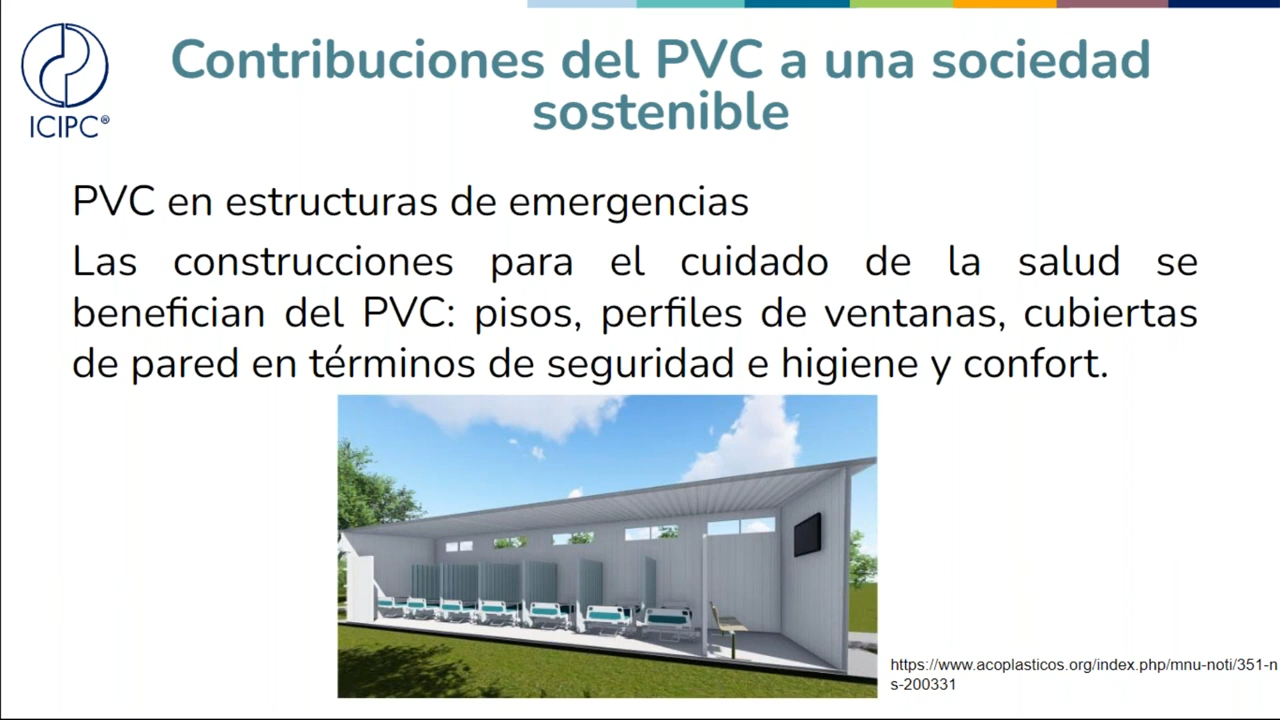 Contribuciones del PVC a una sociedad
sostenible
ICIPC®
PVC en estructuras de emergencias
Las construcciones para el cuidado de la salud se
benefician del PVC: pisos, perfiles de ventanas, cubiertas
de pared en términos de seguridad e higiene y confort.
https://www.acoplasticos.org/index.php/mnu-noti/351-n
s-200331